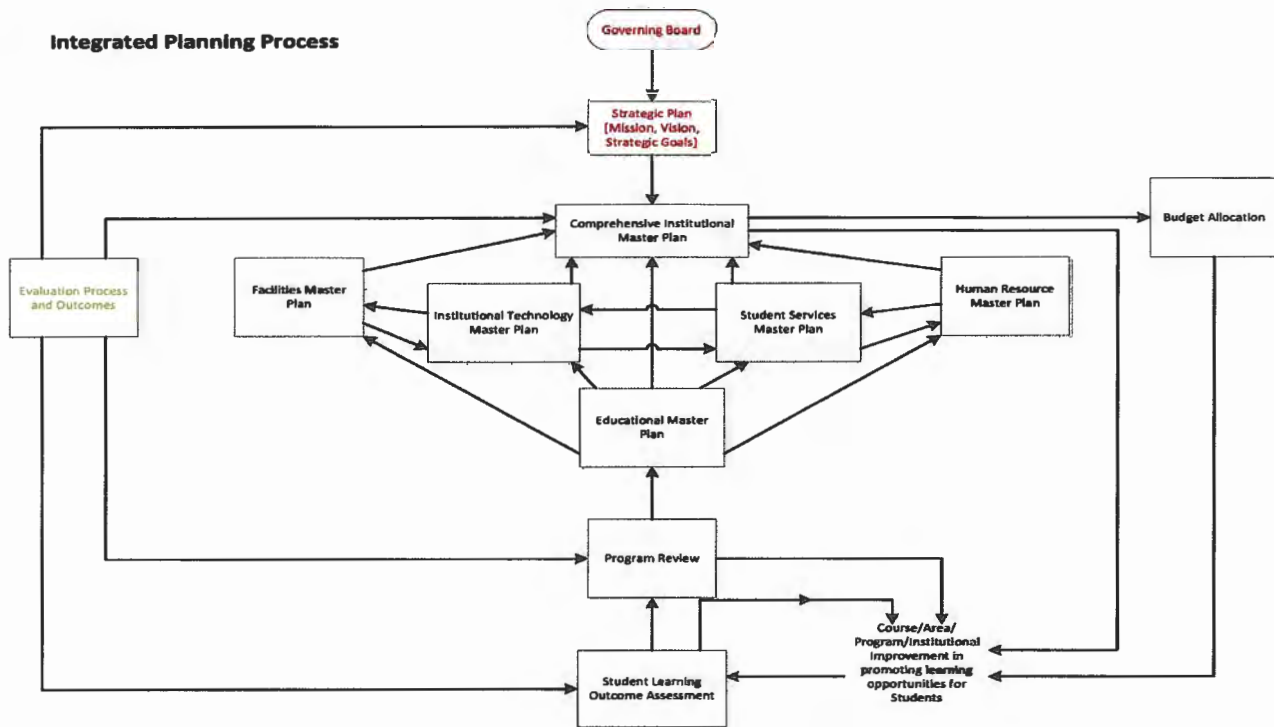 Integrated Planning Process
Governing Board
Strategic Plan
[Mission, Vision,
Strategic Goals]
Comprehensive Institutional
Master Plan
Budget Allocation
Evaluation Process
and Outcomes
Facilities Master
Plan
Institutional Technology
Master Plan
Student Services
Master Plan
Human Resource
Master Plan
Educational Master
Plan
Program Review
Course/Area/
Program/Institutional
Improvement in
promoting learning
opportunities for
Students
Student Learning
Outcome Assessment